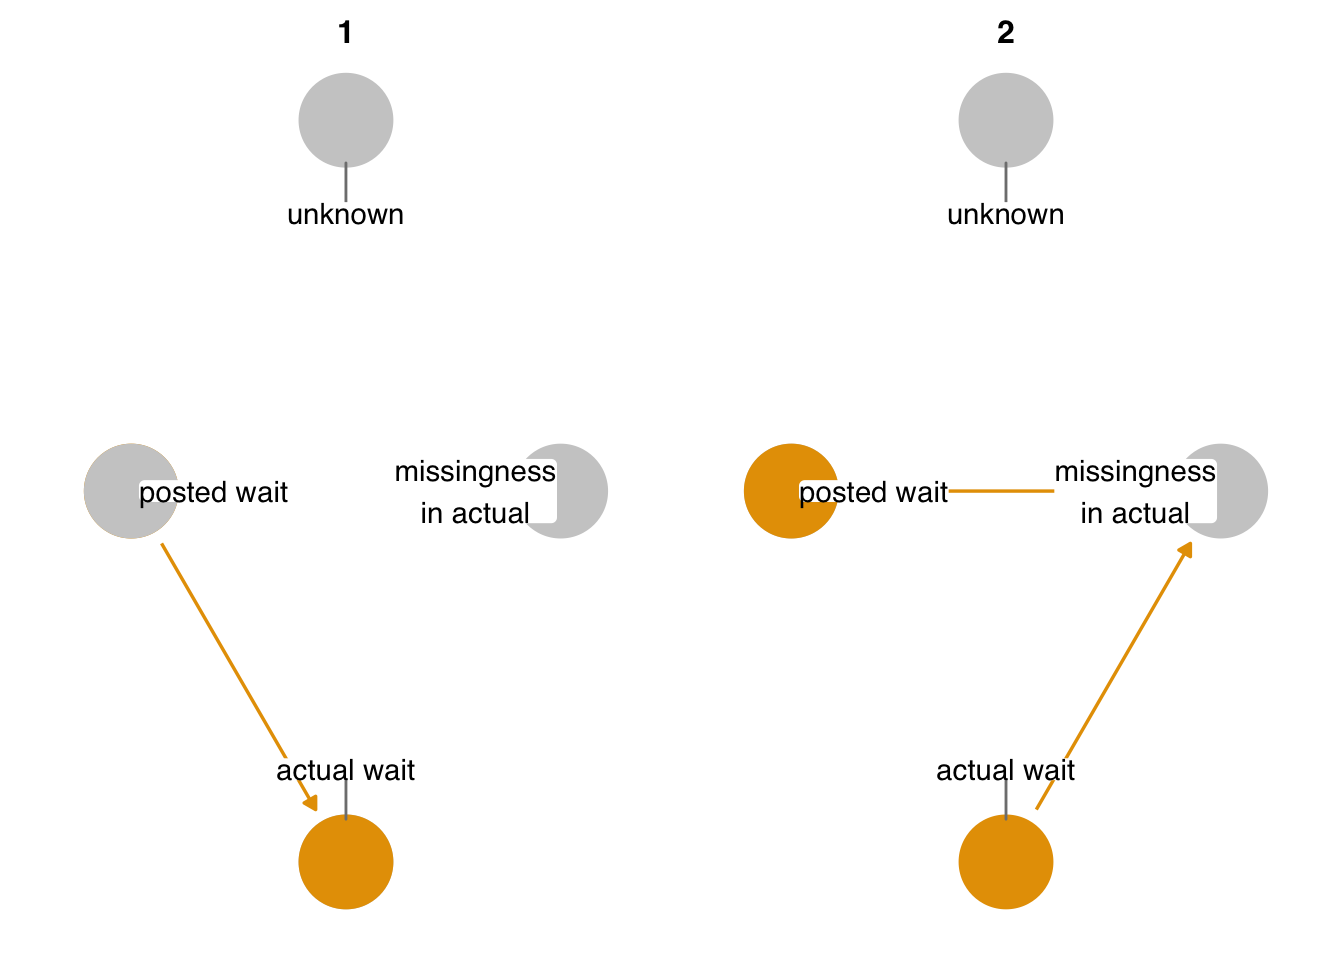 1
unknown
posted wait
missingness
in actual
actual wait
2
unknown
posted wait
missingness
in actual
actual wait